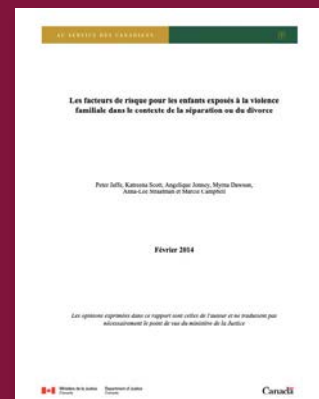 AU SERVICE DES CANADIENS
Les facteurs de risque pour les enfants exposés à la violence
familiale dans le contexte de la séparation ou du divorce
Peter Jaffe, Katreena Scott, Angelique Jenney, Myrna Dawson,
Anna-Lee Straatman et Marcie Campbell
Février 2014
Les opinions exprimées dans ce rapport sont celles de l'auteur et ne traduisent pas
nécessairement le point de vue du ministère de la Justice
Ministère de la Justice Department of Justice
Canada Canada
Canada